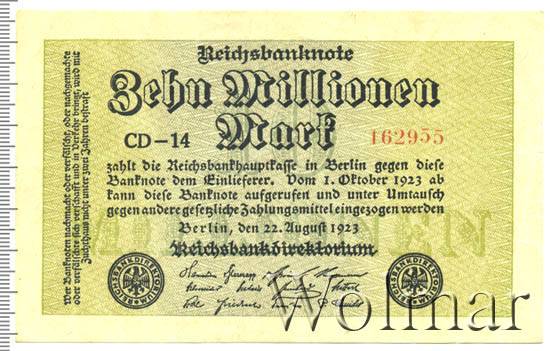 Reichsbanknote
Zehn Millionen
CD-14 Mark 162955
zahlt die Reichsbankhauptkasse in Berlin gegen diese
Banknote dem Einlieferer. Vom 1. Oktober 1923 ab
kann diese Banknote aufgerufen und unter Umtausch
gegen andere gesetzliche Zahlungsmittel eingezogen werden
Berlin, den 22. August 1923
Reichsbankdirektorium
Wer Banknoten nachmacht oder verfälscht, oder nachgemachte
oder verfälschte sich verschafft und in Verkehr bringt, wird mit
Zuchthaus nicht unter zwei Jahren bestraft
REICHSBANKDIREKTORIUM
REICHSBANKDIREKTORIUM
Wolmar